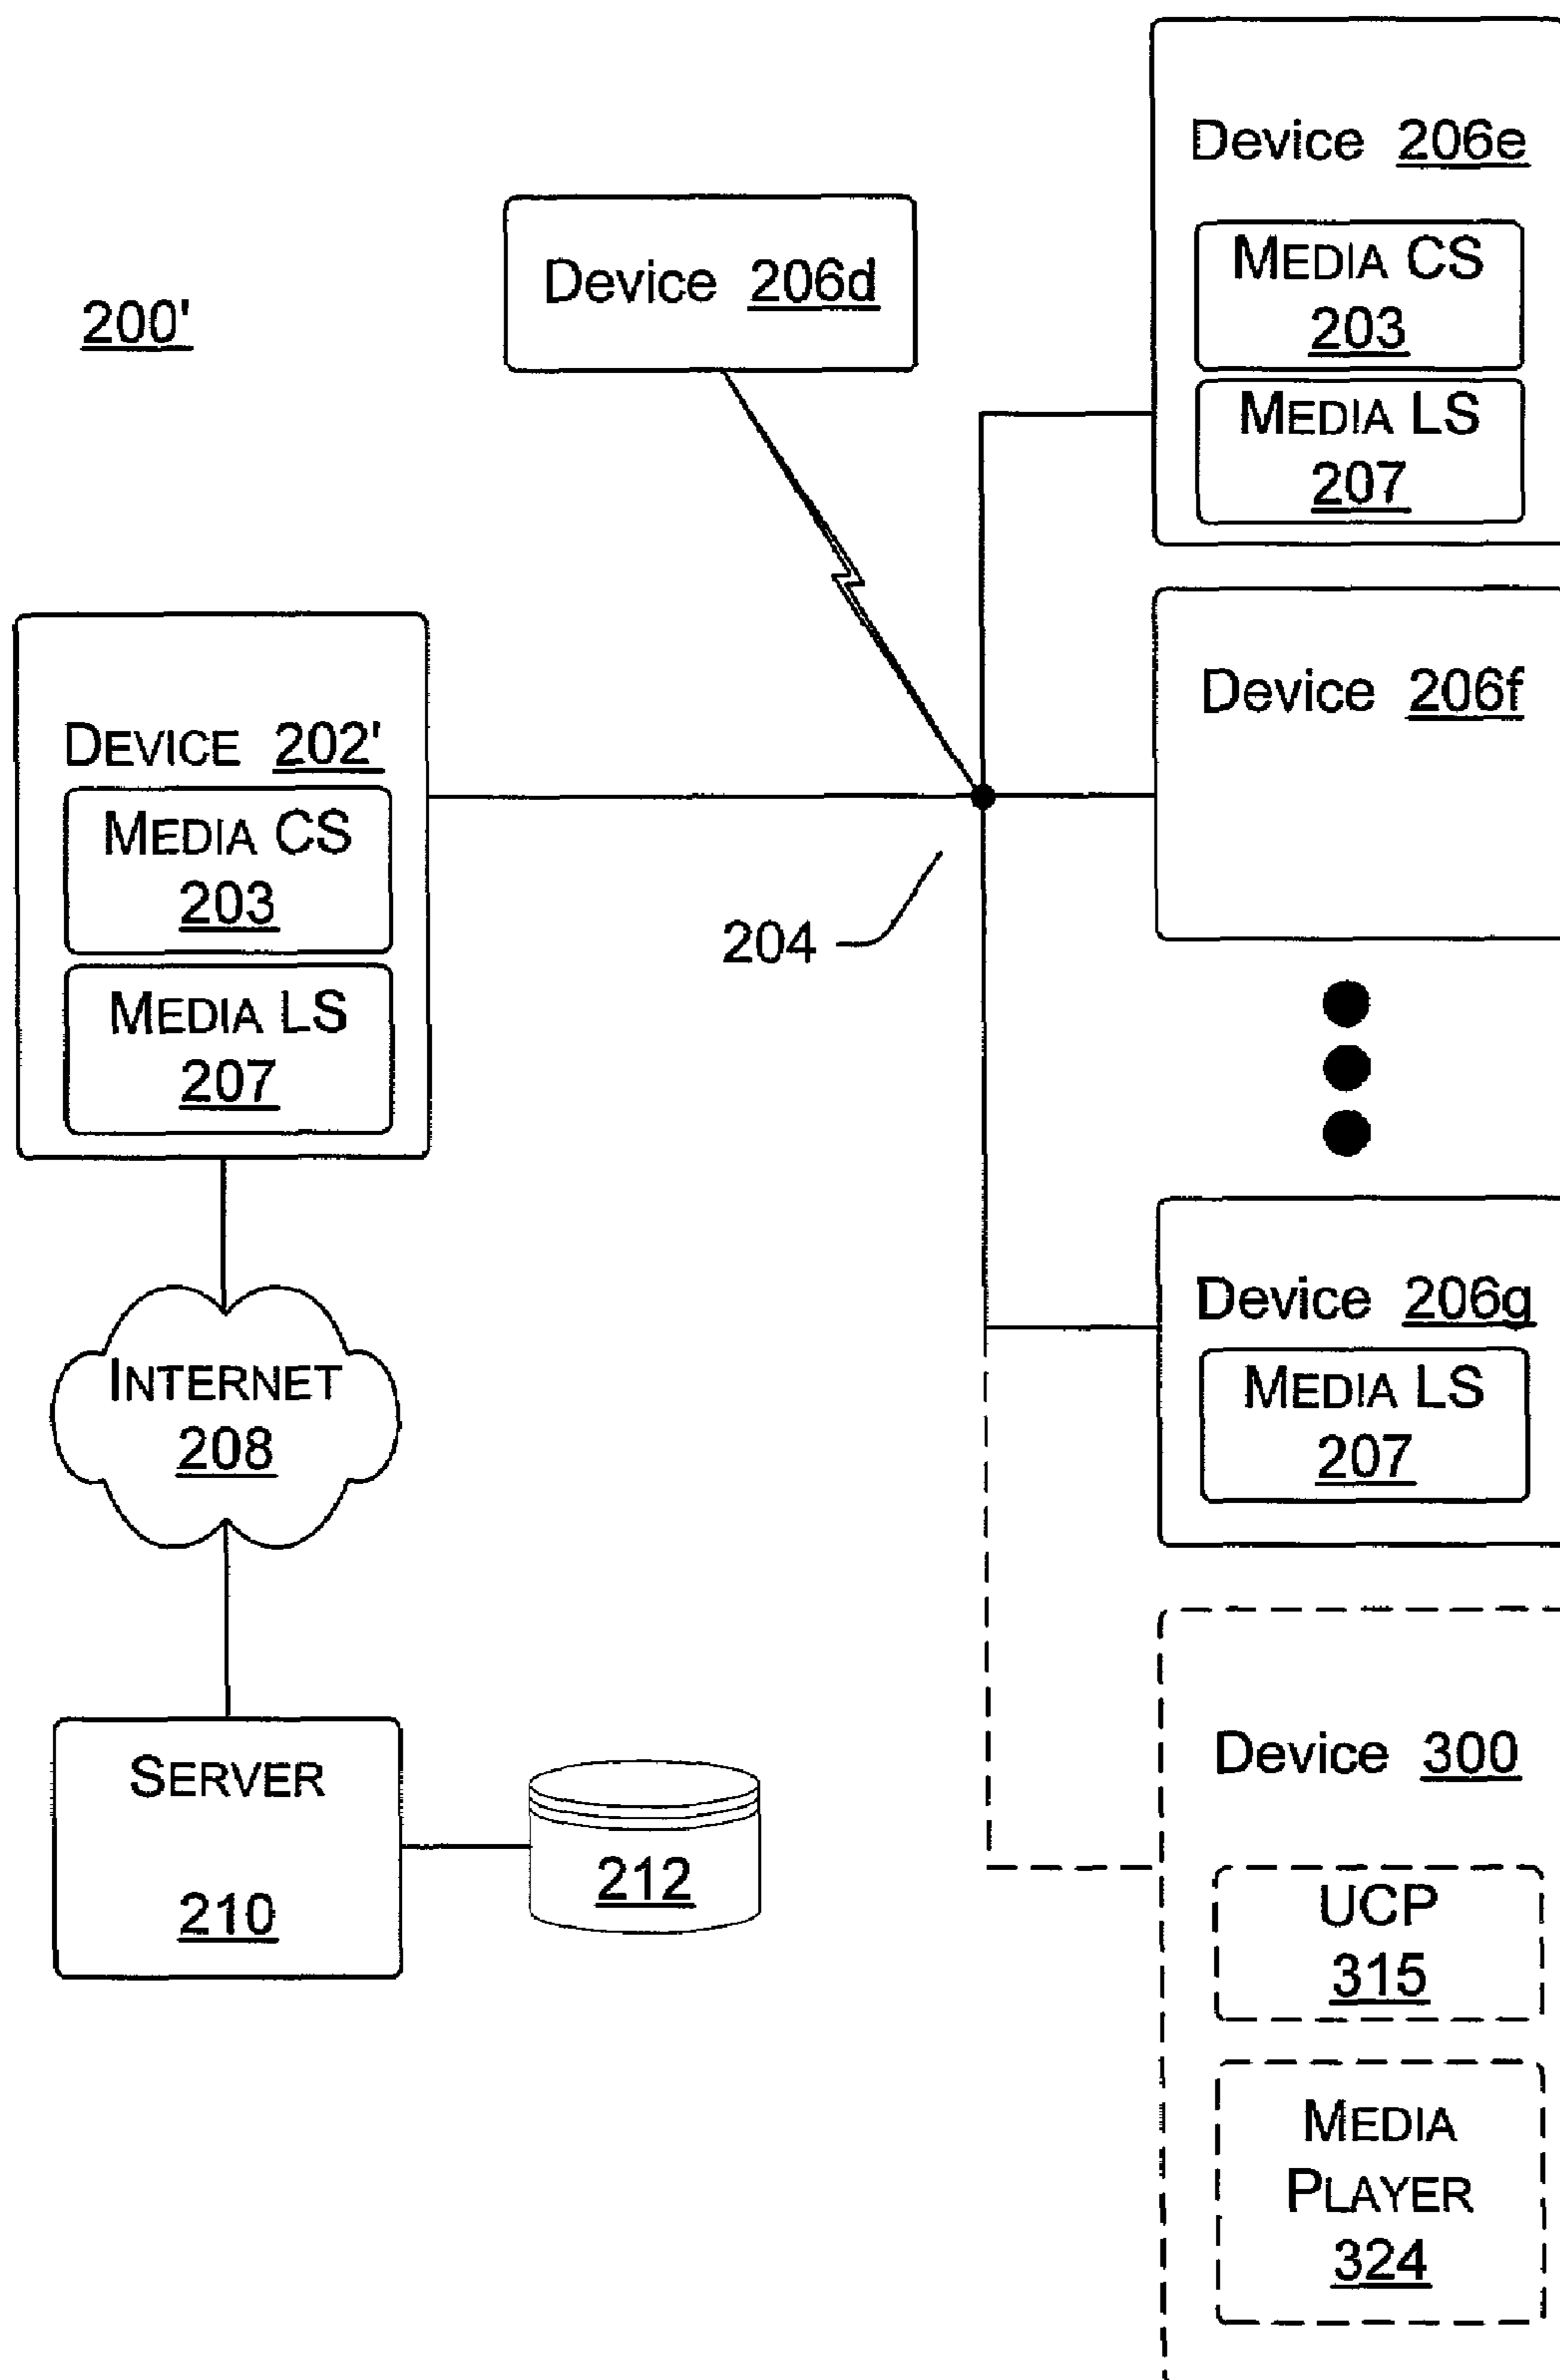 200'
Device 206d
Device 206e
MEDIA CS
203
MEDIA LS
207
DEVICE 202'
MEDIA CS
203
MEDIA LS
207
204
Device 206f
Device 206g
MEDIA LS
207
INTERNET
208
SERVER
210
212
Device 300
UCP
315
MEDIA
PLAYER
324